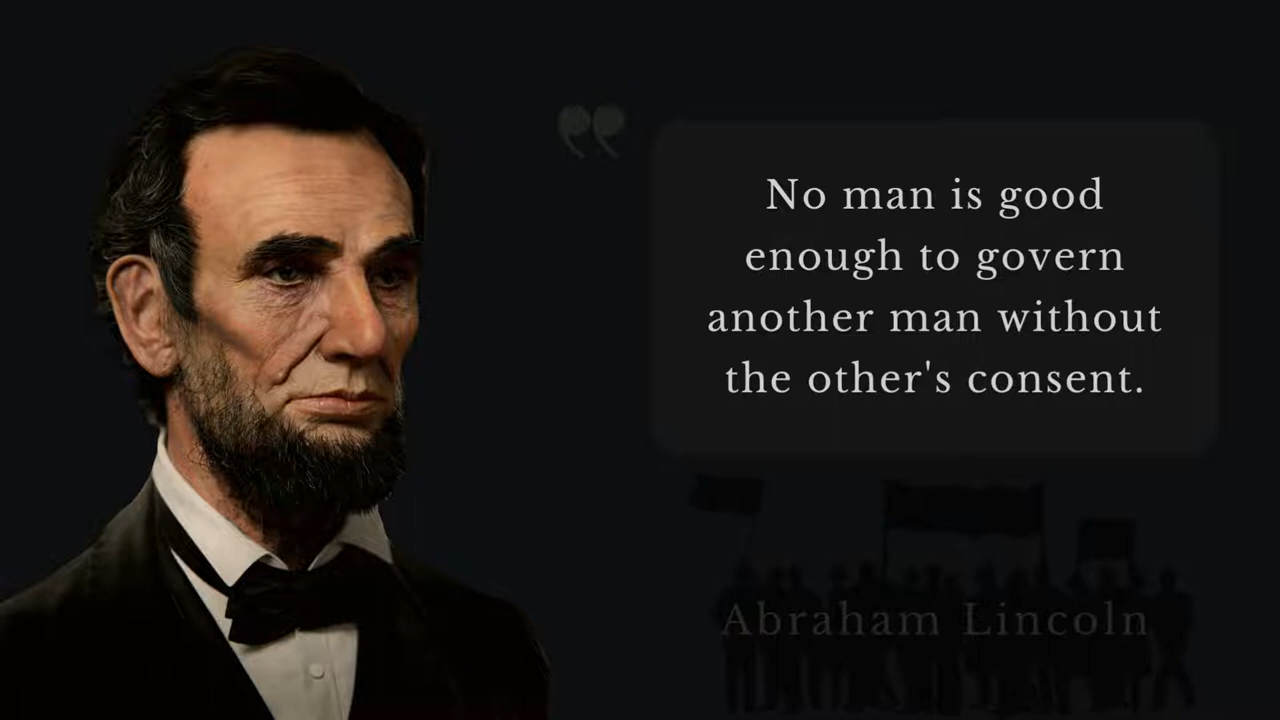 No man is good
enough to govern
another man without
the other's consent.
Abraham Lincoln